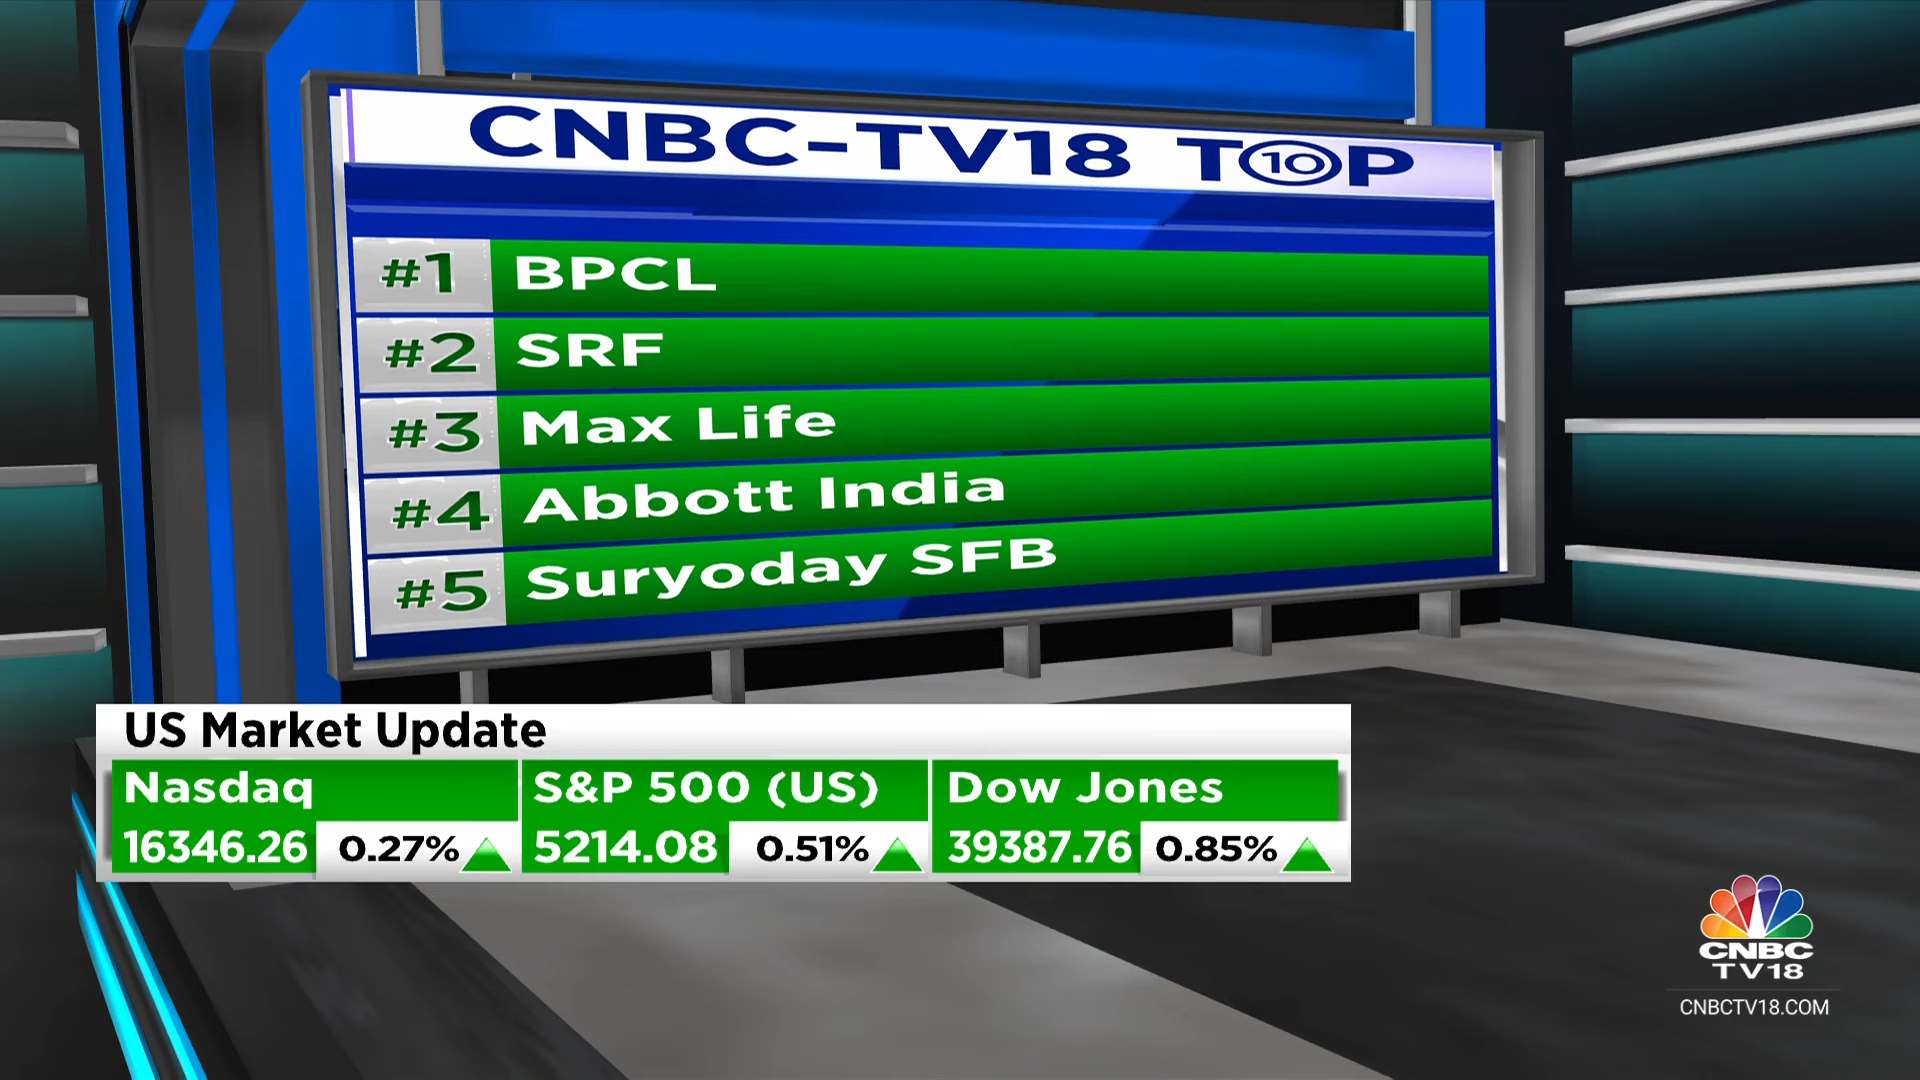 CNBC-TV18 TOP
10
#1 BPCL
#2 SRF
#3 Max Life
#4 Abbott India
#5 Suryoday SFB
US Market Update
Nasdaq S&P 500 (US) Dow Jones
16346.26 0.27% 5214.08 0.51% 39387.76 0.85%
CNBC
TV18
CNBCTV18.COM